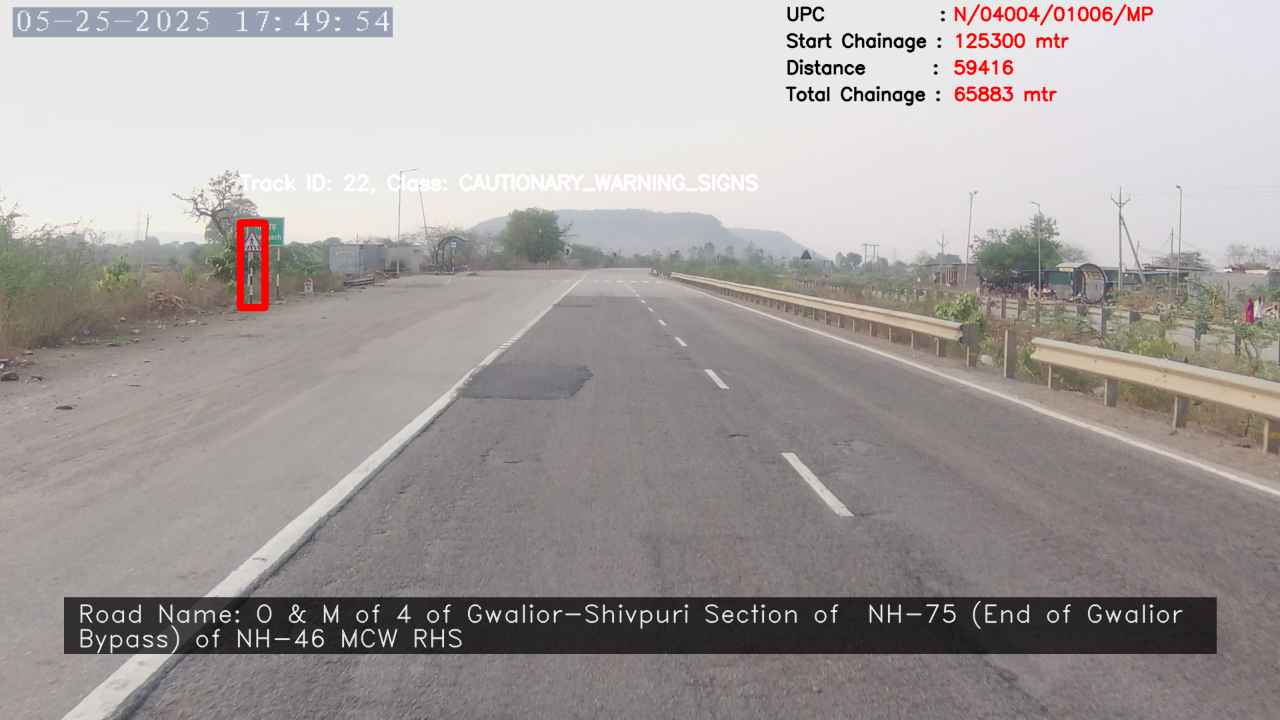 05-25-2025 17:49:54
UPC : N/04004/01006/MP
Start Chainage : 125300 mtr
Distance : 59416
Total Chainage : 65883 mtr
Track ID: 22, Class: CAUTIONARY_WARNING_SIGNS
Road Name: O & M of 4 of Gwalior-Shivpuri Section of NH-75 (End of Gwalior
Bypass) of NH-46 MCW RHS